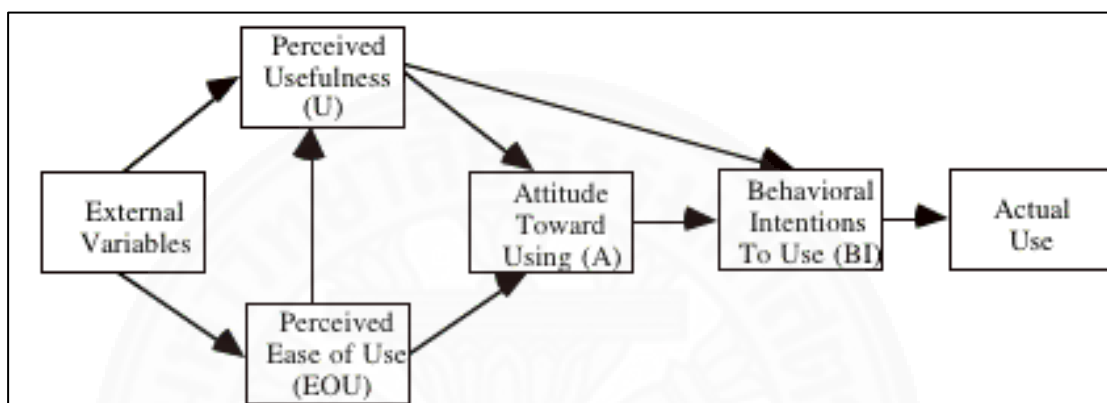 Perceived
Usefulness
(U)
External
Variables
Attitude
Toward
Using (A)
Behavioral
Intentions
To Use (BI)
Actual
Use
Perceived
Ease of Use
(EOU)